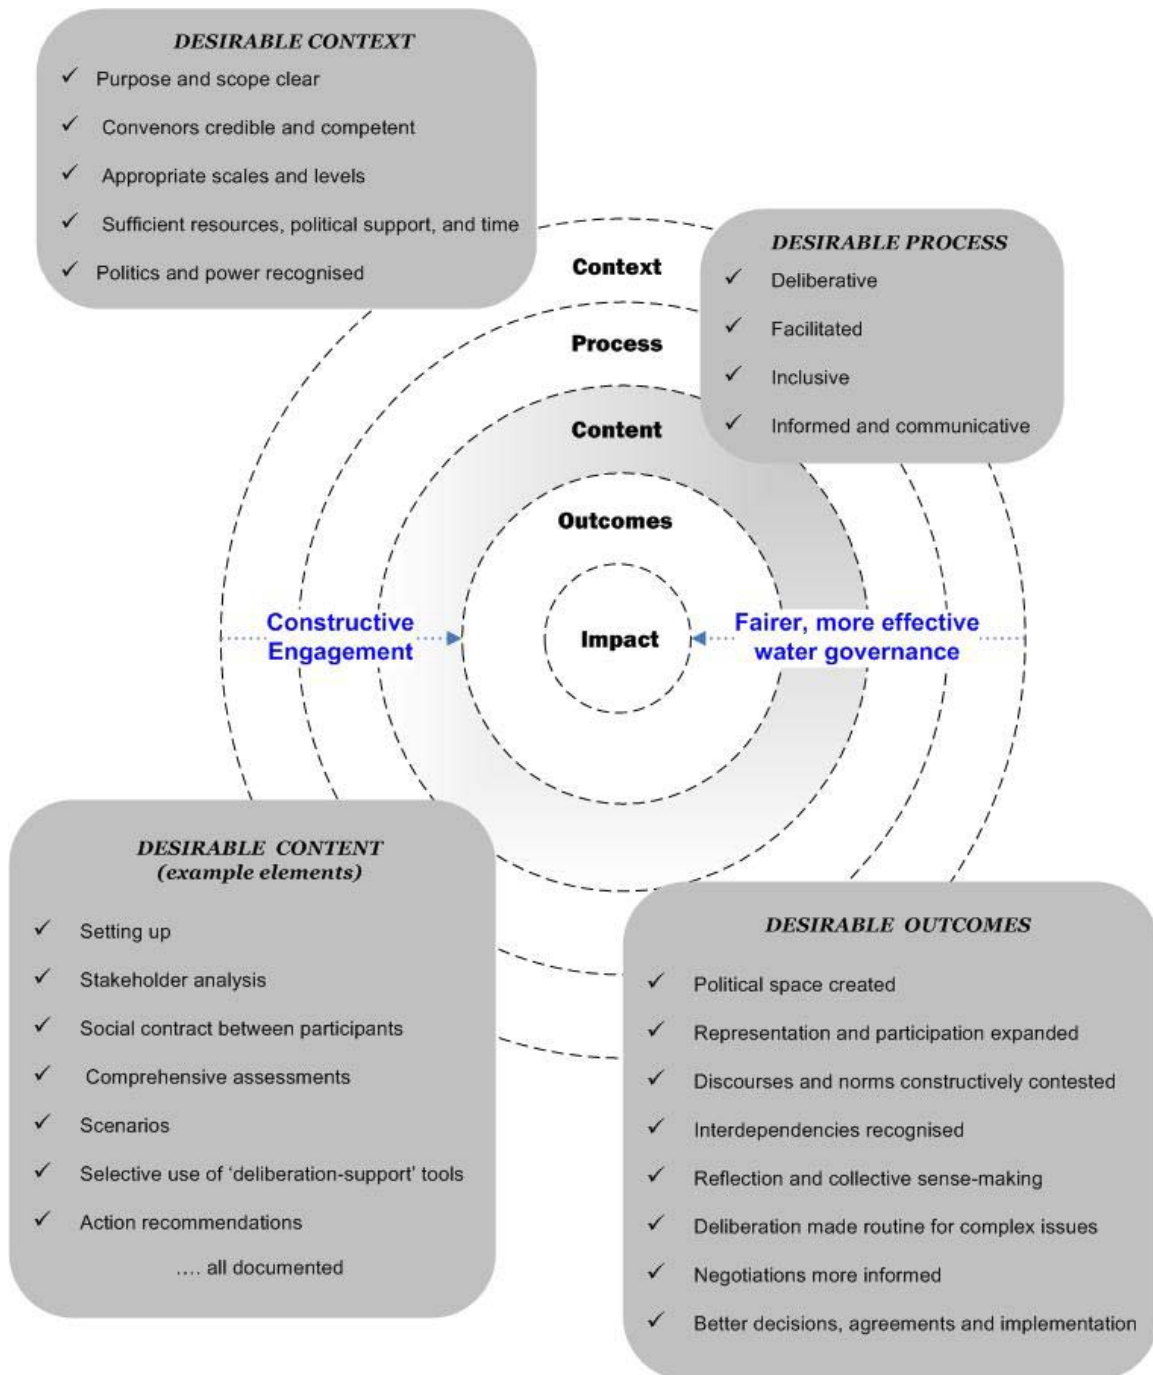 DESIRABLE CONTEXT
✓ Purpose and scope clear
✓ Convenors credible and competent
✓ Appropriate scales and levels
✓ Sufficient resources, political support, and time
✓ Politics and power recognised
DESIRABLE PROCESS
✓ Deliberative
✓ Facilitated
✓ Inclusive
✓ Informed and communicative
Context
Process
Content
Outcomes
Impact
Constructive
Engagement
Fairer, more effective
water governance
DESIRABLE CONTENT
(example elements)
✓ Setting up
✓ Stakeholder analysis
✓ Social contract between participants
✓ Comprehensive assessments
✓ Scenarios
✓ Selective use of ‘deliberation-support’ tools
✓ Action recommendations
.... all documented
DESIRABLE OUTCOMES
✓ Political space created
✓ Representation and participation expanded
✓ Discourses and norms constructively contested
✓ Interdependencies recognised
✓ Reflection and collective sense-making
✓ Deliberation made routine for complex issues
✓ Negotiations more informed
✓ Better decisions, agreements and implementation